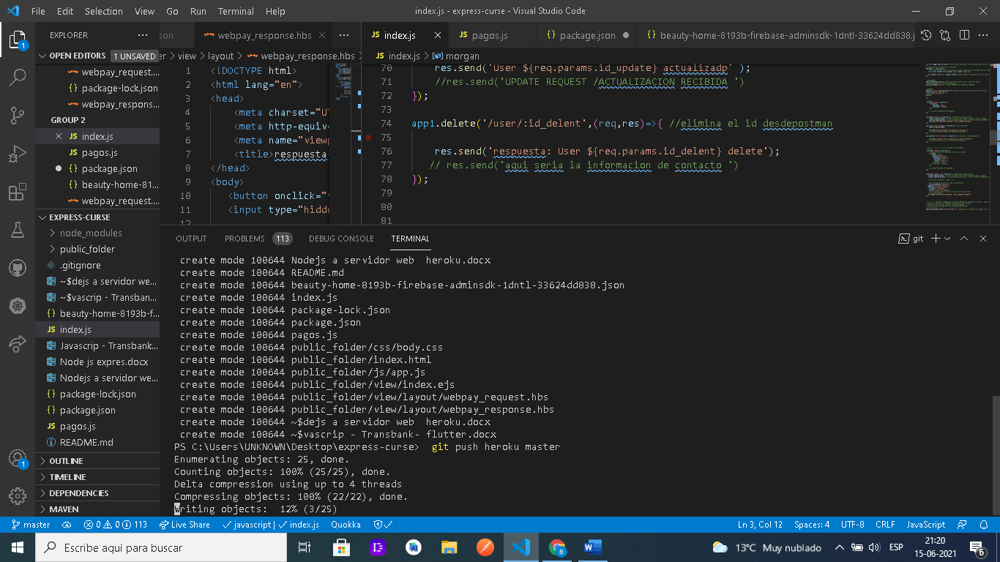 File Edit Selection View Go Run Terminal Help
index.js - express-curse - Visual Studio Code
EXPLORER
OPEN EDITORS 1 UNSAVED
webpay_request....
package-lock.json
webpay_respons...
GROUP 2
JS index.js
JS pagos.js
package.json
beauty-home-81...
webpay_request....
EXPRESS-CURSE
node_modules
public_folder
.gitignore
~$dejs a servidor we...
~$vascrip - Transban...
beauty-home-8193b-f...
JS index.js
Javascrip - Transbank...
Node js expres.docx
Nodejs a servidor we...
package-lock.json
package.json
JS pagos.js
README.md
OUTLINE
TIMELINE
DEPENDENCIES
MAVEN
json webpay_response.hbs
er > view > layout > webpay_response.hbs
1 <!DOCTYPE html>
2 <html lang="en">
3 <head>
4 <meta charset="UT
5 <meta http-equiv=
6 <meta name="viewp
7 <title>respuesta
8 </head>
9 <body>
10 <button onclick="
11 <input type="hidde
12
JS index.js JS pagos.js {} package.json {} beauty-home-8193b-firebase-adminsdk-1dntl-33624dd838.j
JS index.js > morgan
70 res.send('User ${req.params.id_update} actualizadp' );
71 //res.send('UPDATE REQUEST /ACTUALIZACION RECIBIDA ')
72 });
73
74 app1.delete('/user/:id_delent',(req,res)=>{ //elimina el id desdepostman
75
76 res.send('respuesta: User ${req.params.id_delent} delete');
77 // res.send('aqui seria la informacion de contacto ')
78 });
79
80
81
OUTPUT PROBLEMS 113 DEBUG CONSOLE TERMINAL
git
create mode 100644 Nodejs a servidor web  heroku.docx
create mode 100644 README.md
create mode 100644 beauty-home-8193b-firebase-adminsdk-1dntl-33624dd838.json
create mode 100644 index.js
create mode 100644 package-lock.json
create mode 100644 package.json
create mode 100644 pagos.js
create mode 100644 public_folder/css/body.css
create mode 100644 public_folder/index.html
create mode 100644 public_folder/js/app.js
create mode 100644 public_folder/view/index.ejs
create mode 100644 public_folder/view/layout/webpay_request.hbs
create mode 100644 public_folder/view/layout/webpay_response.hbs
create mode 100644 ~$dejs a servidor web  heroku.docx
create mode 100644 ~$vascrip - Transbank- flutter.docx
PS C:\Users\UNKNOWN\Desktop\express-curse>  git push heroku master
Enumerating objects: 25, done.
Counting objects: 100% (25/25), done.
Delta compression using up to 4 threads
Compressing objects: 100% (22/22), done.
Writing objects:  12% (3/25)
master 0 0 113 Live Share javascript | index.js Quokka
Ln 3, Col 12 Spaces: 4 UTF-8 CRLF JavaScript
Escribe aquí para buscar
13°C Muy nublado
ESP
21:20
15-06-2021
6